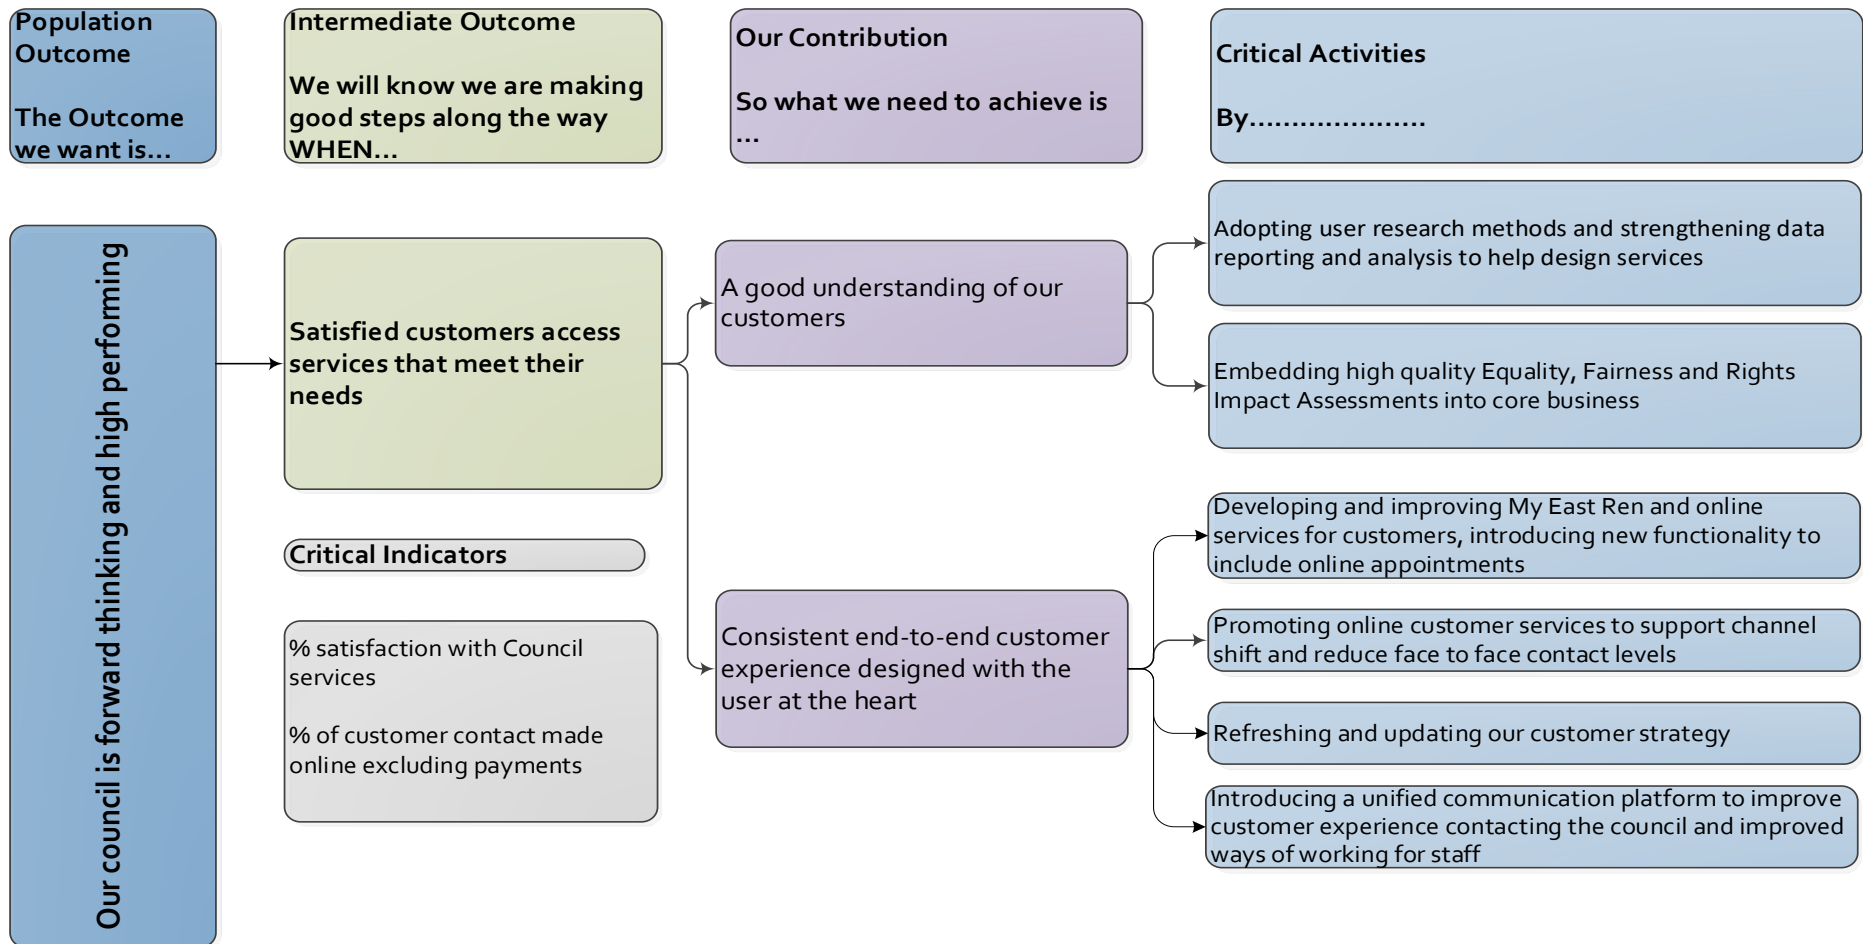 Population
Outcome
The Outcome
we want is...
Intermediate Outcome
We will know we are making
good steps along the way
WHEN...
Our Contribution
So what we need to achieve is
...
Critical Activities
By.....................
Our council is forward thinking and high performing
Satisfied customers access
services that meet their
needs
Critical Indicators
% satisfaction with Council
services
% of customer contact made
online excluding payments
A good understanding of our
customers
Consistent end-to-end customer
experience designed with the
user at the heart
Adopting user research methods and strengthening data
reporting and analysis to help design services
Embedding high quality Equality, Fairness and Rights
Impact Assessments into core business
Developing and improving My East Ren and online
services for customers, introducing new functionality to
include online appointments
Promoting online customer services to support channel
shift and reduce face to face contact levels
Refreshing and updating our customer strategy
Introducing a unified communication platform to improve
customer experience contacting the council and improved
ways of working for staff